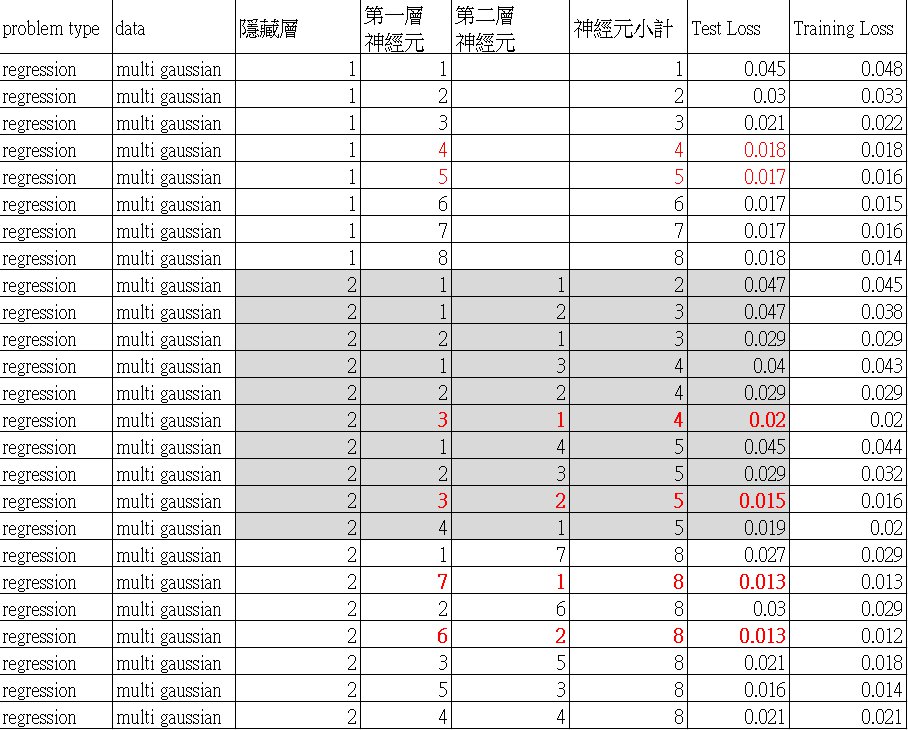 problem type data 隱藏層 第一層神經元 第二層神經元 神經元小計 Test Loss Training Loss
regression multi gaussian 1 1 1 0.045 0.048
regression multi gaussian 1 2 2 0.03 0.033
regression multi gaussian 1 3 3 0.021 0.022
regression multi gaussian 1 4 4 0.018 0.018
regression multi gaussian 1 5 5 0.017 0.016
regression multi gaussian 1 6 6 0.017 0.015
regression multi gaussian 1 7 7 0.017 0.016
regression multi gaussian 1 8 8 0.018 0.014
regression multi gaussian 2 1 1 2 0.047 0.045
regression multi gaussian 2 1 2 3 0.047 0.038
regression multi gaussian 2 2 1 3 0.029 0.029
regression multi gaussian 2 1 3 4 0.04 0.043
regression multi gaussian 2 2 2 4 0.029 0.029
regression multi gaussian 2 3 1 4 0.02 0.02
regression multi gaussian 2 1 4 5 0.045 0.044
regression multi gaussian 2 2 3 5 0.029 0.032
regression multi gaussian 2 3 2 5 0.015 0.016
regression multi gaussian 2 4 1 5 0.019 0.02
regression multi gaussian 2 1 7 8 0.027 0.029
regression multi gaussian 2 7 1 8 0.013 0.013
regression multi gaussian 2 2 6 8 0.03 0.029
regression multi gaussian 2 6 2 8 0.013 0.012
regression multi gaussian 2 3 5 8 0.021 0.018
regression multi gaussian 2 5 3 8 0.016 0.014
regression multi gaussian 2 4 4 8 0.021 0.021